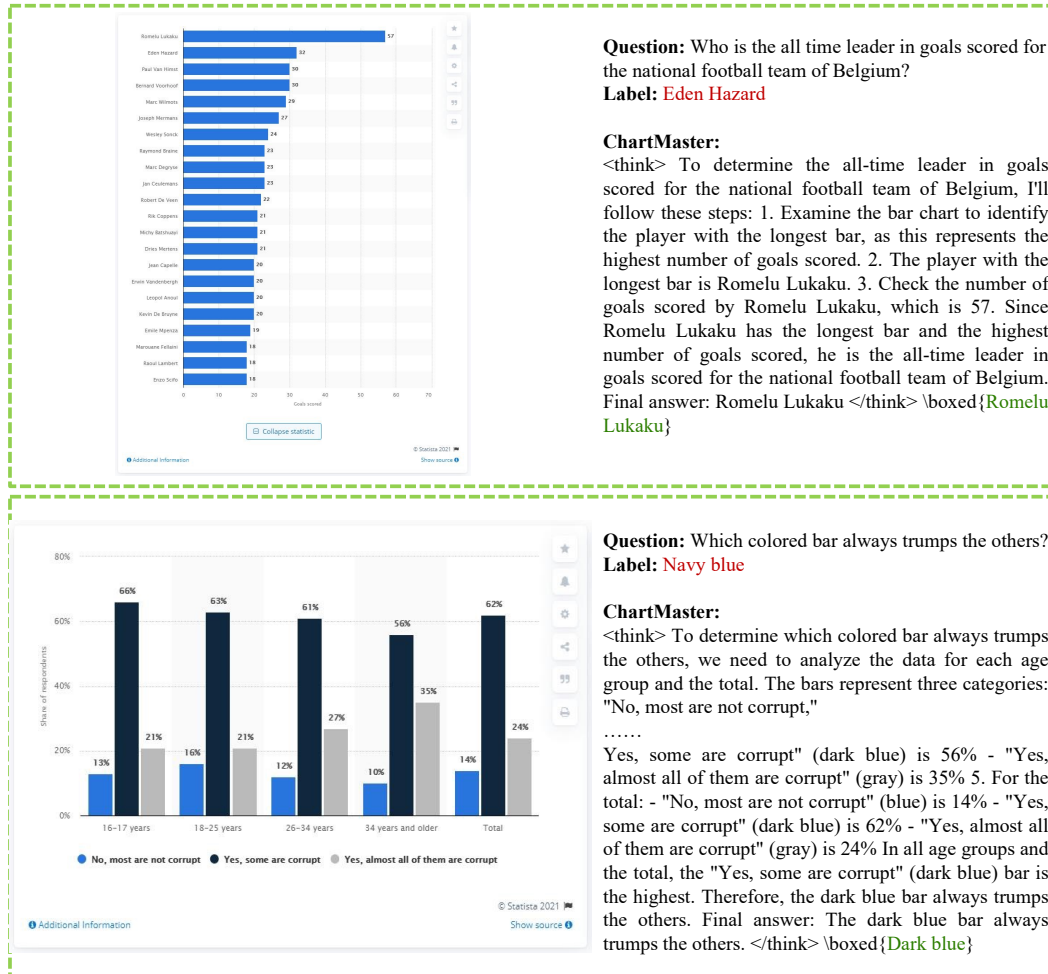 Romelu Lukaku 57
Eden Hazard 32
Paul Van Himst 30
Bernard Voorhoof 30
Marc Wilmots 29
Joseph Mermans 27
Wesley Sonck 24
Raymond Braine 23
Marc Degryse 23
Jan Ceulemans 23
Robert De Veen 22
Rik Coppens 21
Michy Batshuayi 21
Dries Mertens 21
Jean Capelle 20
Erwin Vandenbergh 20
Leopol Anoul 20
Kevin De Bruyne 20
Emile Mpenza 19
Marouane Fellaini 18
Raoul Lambert 18
Enzo Scifo 18
0 10 20 30 40 50 60 70
Goals scored
Collapse statistic
© Statista 2021
Additional Information
Show source
Question: Who is the all time leader in goals scored for
the national football team of Belgium?
Label: Eden Hazard
ChartMaster:
<think> To determine the all-time leader in goals
scored for the national football team of Belgium, I'll
follow these steps: 1. Examine the bar chart to identify
the player with the longest bar, as this represents the
highest number of goals scored. 2. The player with the
longest bar is Romelu Lukaku. 3. Check the number of
goals scored by Romelu Lukaku, which is 57. Since
Romelu Lukaku has the longest bar and the highest
number of goals scored, he is the all-time leader in
goals scored for the national football team of Belgium.
Final answer: Romelu Lukaku </think> \boxed{Romelu
Lukaku}
Share of respondents
80%
60%
40%
20%
0%
66%
63%
61%
56%
62%
13%
21%
16%
21%
12%
27%
10%
35%
14%
24%
16-17 years 18-25 years 26-34 years 34 years and older Total
No, most are not corrupt Yes, some are corrupt Yes, almost all of them are corrupt
© Statista 2021
Additional Information
Show source
Question: Which colored bar always trumps the others?
Label: Navy blue
ChartMaster:
<think> To determine which colored bar always trumps
the others, we need to analyze the data for each age
group and the total. The bars represent three categories:
"No, most are not corrupt,"
……
Yes, some are corrupt" (dark blue) is 56% - "Yes,
almost all of them are corrupt" (gray) is 35% 5. For the
total: - "No, most are not corrupt" (blue) is 14% - "Yes,
some are corrupt" (dark blue) is 62% - "Yes, almost all
of them are corrupt" (gray) is 24% In all age groups and
the total, the "Yes, some are corrupt" (dark blue) bar is
the highest. Therefore, the dark blue bar always trumps
the others. Final answer: The dark blue bar always
trumps the others. </think> \boxed{Dark blue}